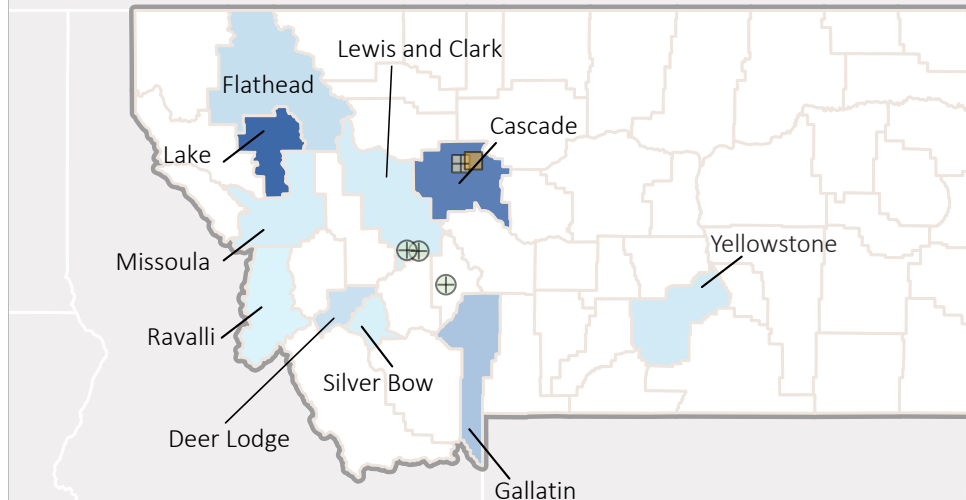 Lewis and Clark
Flathead
Cascade
Lake
Yellowstone
Missoula
Ravalli
Silver Bow
Deer Lodge
Gallatin